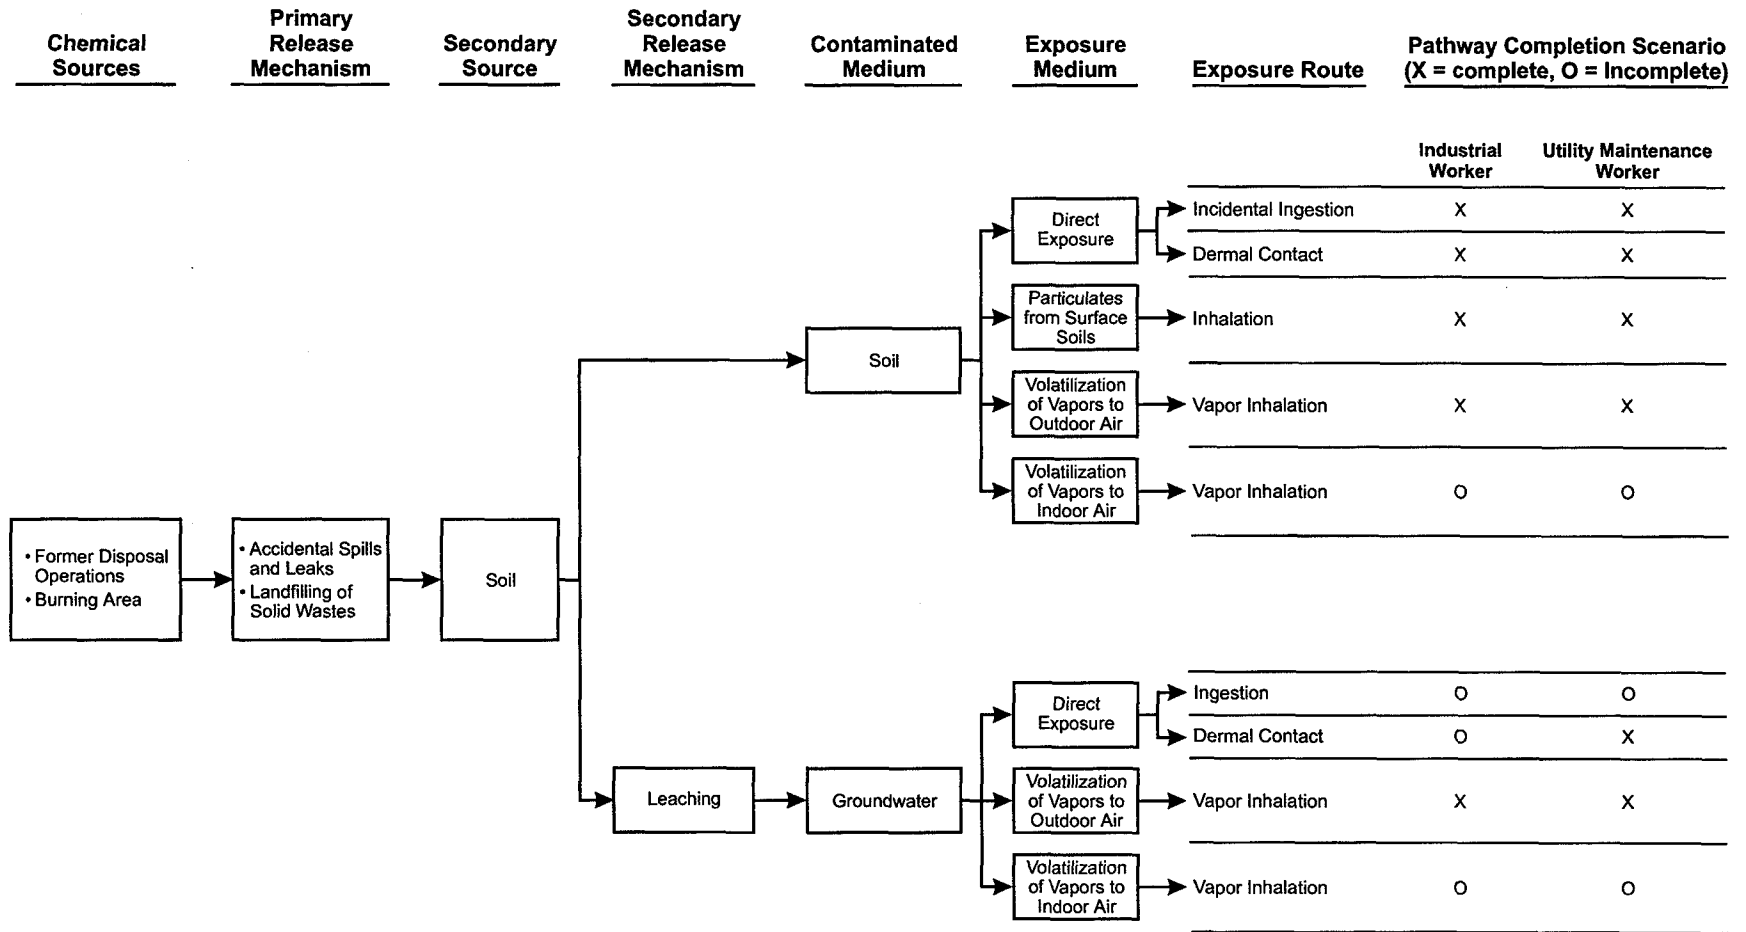 Chemical
Sources
Primary
Release
Mechanism
Secondary
Source
Secondary
Release
Mechanism
Contaminated
Medium
Exposure
Medium
Exposure Route
Pathway Completion Scenario
(X = complete, O = Incomplete)
Industrial
Worker
Utility Maintenance
Worker
Direct
Exposure
Incidental Ingestion X X
Dermal Contact X X
Particulates
from Surface
Soils
Inhalation X X
Soil
Volatilization
of Vapors to
Outdoor Air
Vapor Inhalation X X
Volatilization
of Vapors to
Indoor Air
Vapor Inhalation O O
• Former Disposal
Operations
• Burning Area
• Accidental Spills
and Leaks
• Landfilling of
Solid Wastes
Soil
Direct
Exposure
Ingestion O O
Dermal Contact O X
Leaching
Groundwater
Volatilization
of Vapors to
Outdoor Air
Vapor Inhalation X X
Volatilization
of Vapors to
Indoor Air
Vapor Inhalation O O